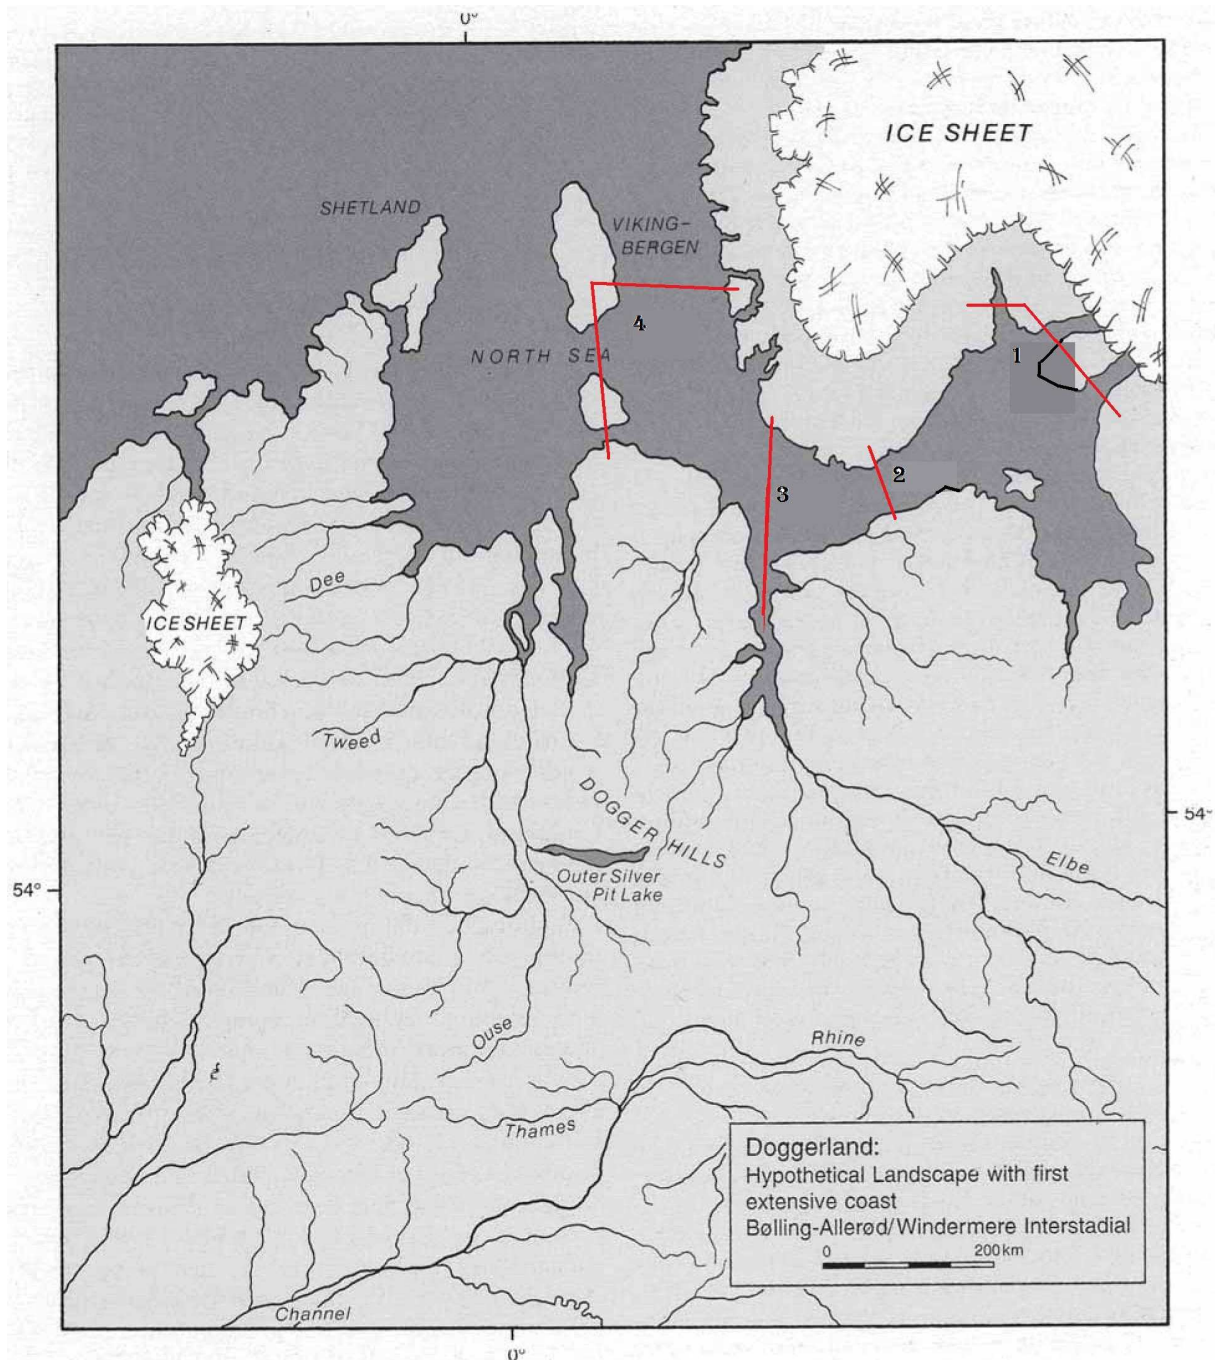 0°
ICE SHEET
SHETLAND
VIKING-
BERGEN
4
NORTH SEA
1
2
3
Dee
ICE SHEET
Tweed
DOGGER HILLS
54°
Elbe
Outer Silver
Pit Lake
54°
Ouse
Rhine
Thames
Doggerland:
Hypothetical Landscape with first
extensive coast
Bølling-Allerød/Windermere Interstadial
0 200 km
Channel
0°